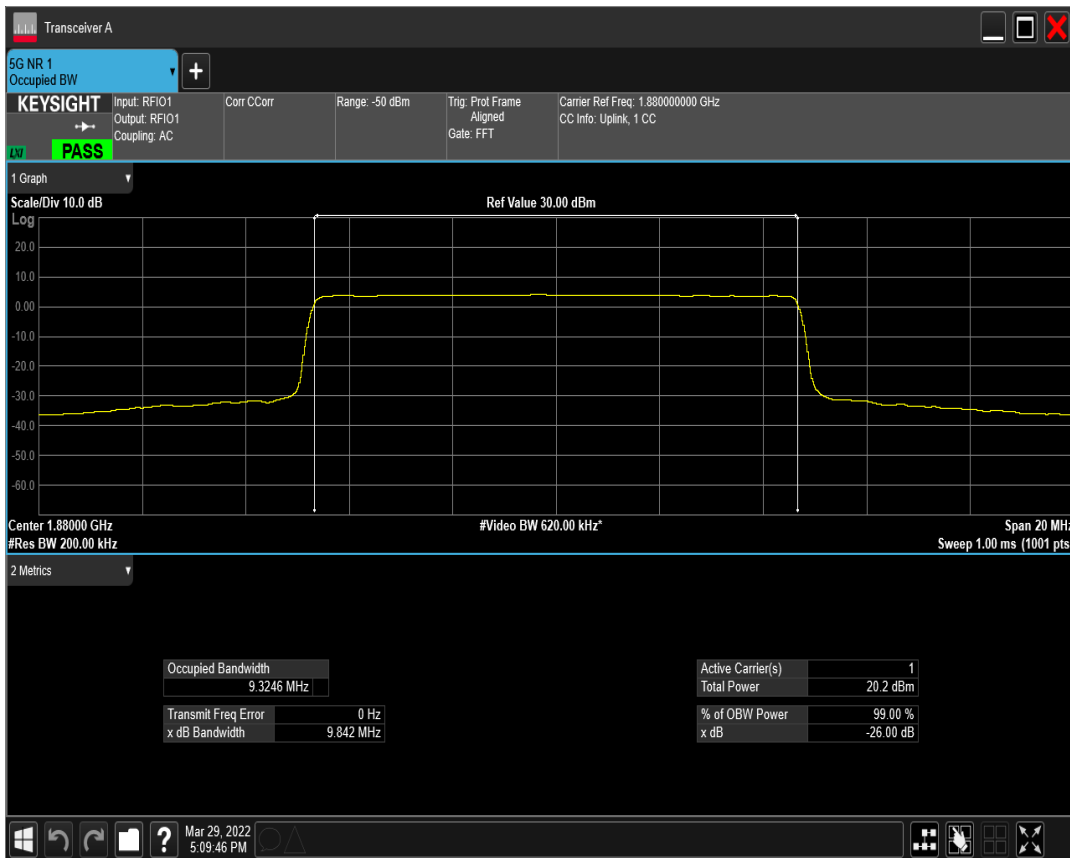 Transceiver A
5G NR 1
Occupied BW
+
KEYSIGHT
LXI
PASS
Input: RFIO1
Output: RFIO1
Coupling: AC
Corr CCorr
Range: -50 dBm
Trig: Prot Frame
Aligned
Gate: FFT
Carrier Ref Freq: 1.880000000 GHz
CC Info: Uplink, 1 CC
1 Graph
Scale/Div 10.0 dB
Ref Value 30.00 dBm
Log
20.0
10.0
0.00
-10.0
-20.0
-30.0
-40.0
-50.0
-60.0
Center 1.88000 GHz
#Video BW 620.00 kHz*
Span 20 MHz
#Res BW 200.00 kHz
Sweep 1.00 ms (1001 pts
2 Metrics
Occupied Bandwidth
9.3246 MHz
Transmit Freq Error 0 Hz
x dB Bandwidth 9.842 MHz
Active Carrier(s) 1
Total Power 20.2 dBm
% of OBW Power 99.00 %
x dB -26.00 dB
?
Mar 29, 2022
5:09:46 PM